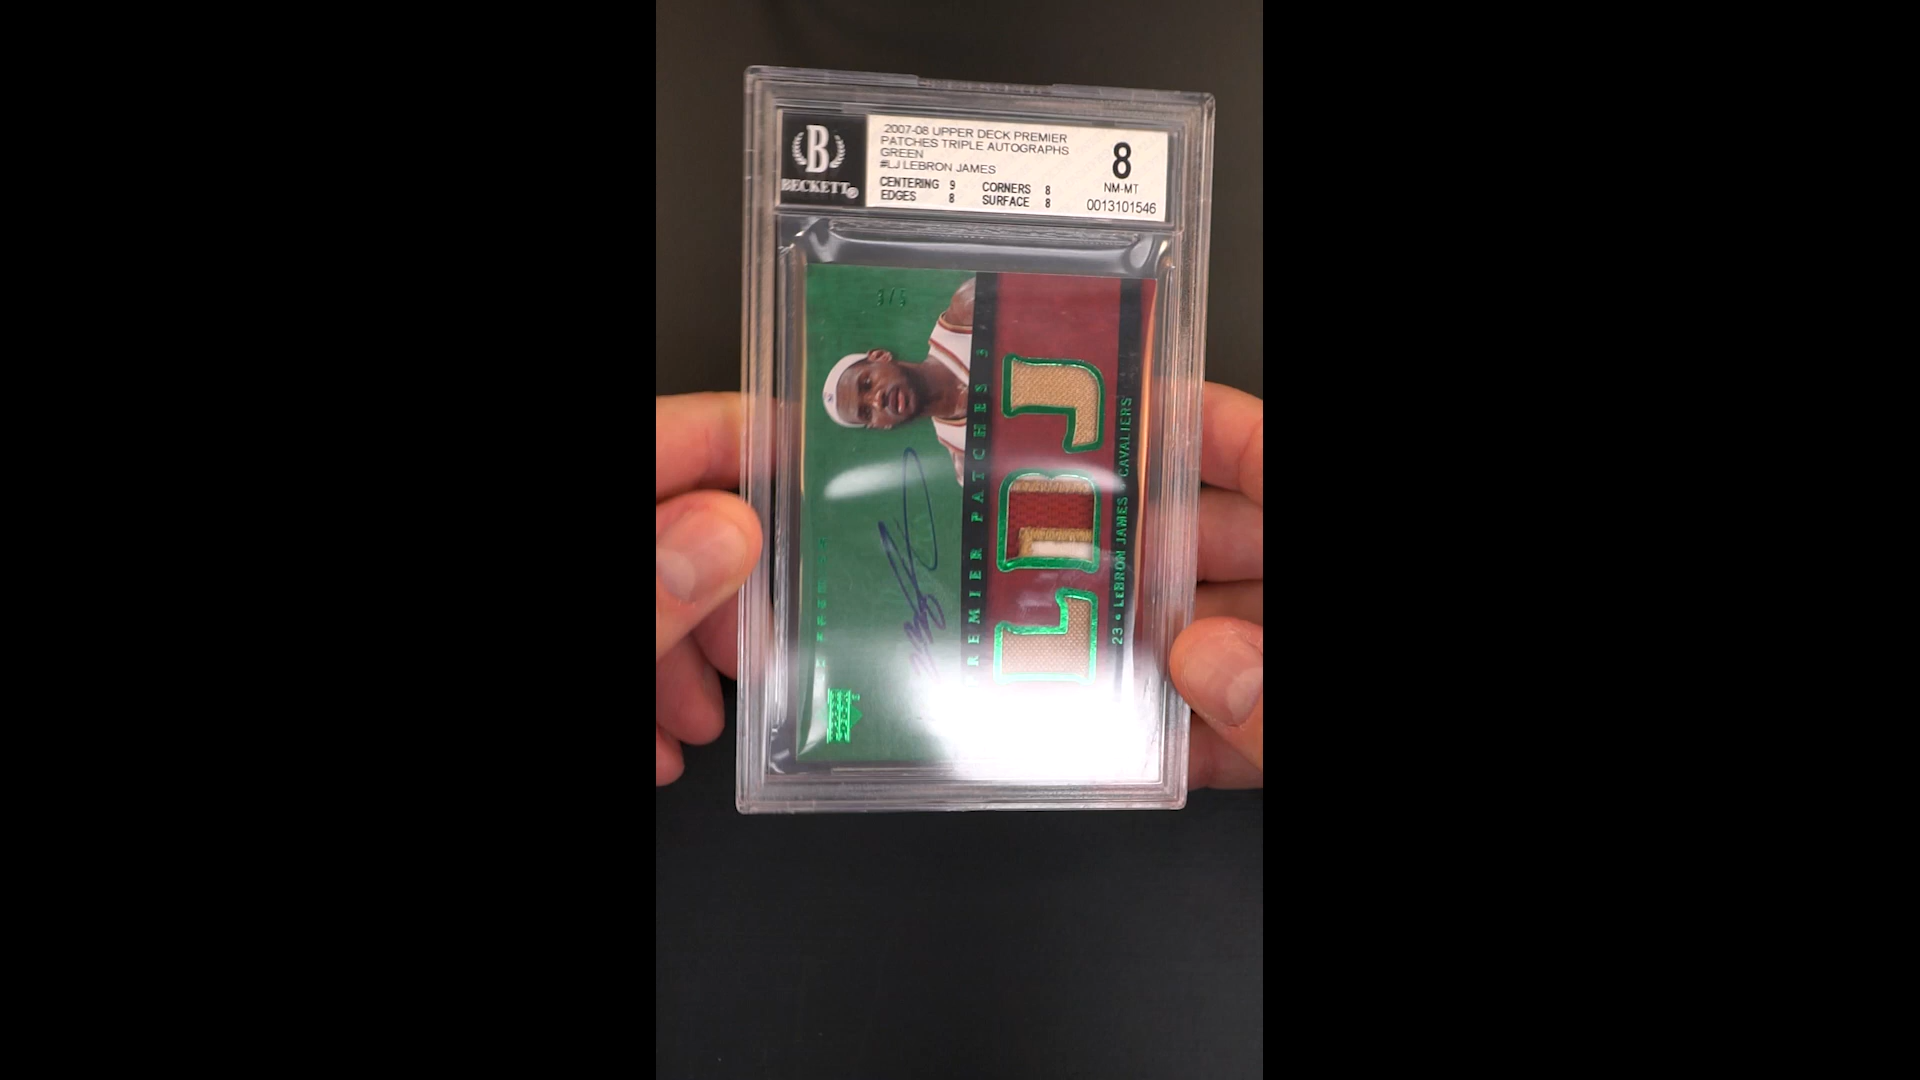 BECKETT
2007-08 UPPER DECK PREMIER
PATCHES TRIPLE AUTOGRAPHS
GREEN
#LJ LEBRON JAMES
CENTERING 9 CORNERS 8
EDGES 8 SURFACE 8
8
NM-MT
0013101546
PREMIER PATCHES 3
23 • LEBRON JAMES • CAVALIERS